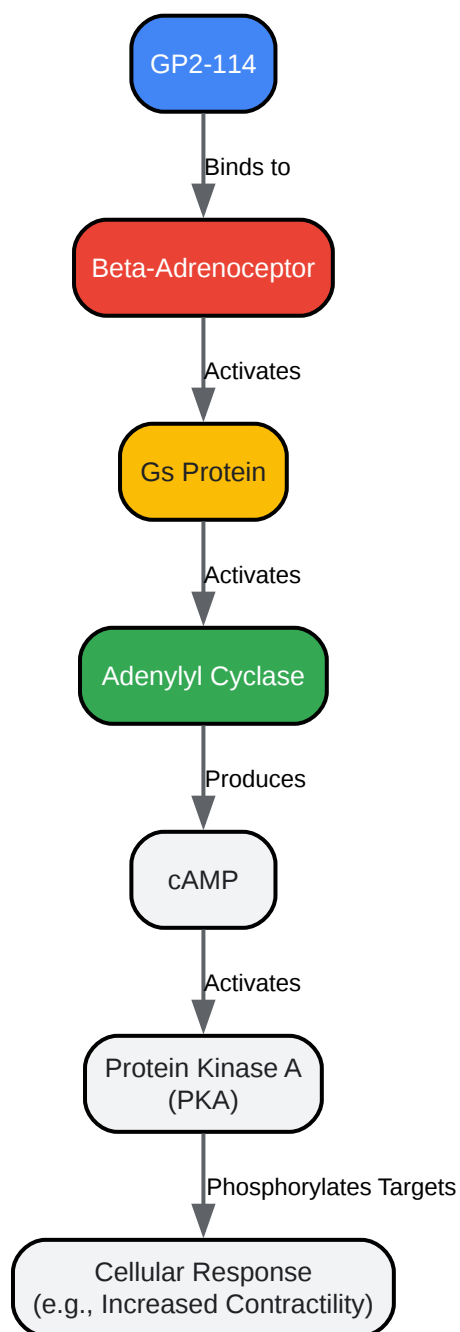 GP2-114
Binds to
Beta-Adrenoceptor
Activates
Gs Protein
Activates
Adenylyl Cyclase
Produces
cAMP
Activates
Protein Kinase A
(PKA)
Phosphorylates Targets
Cellular Response
(e.g., Increased Contractility)